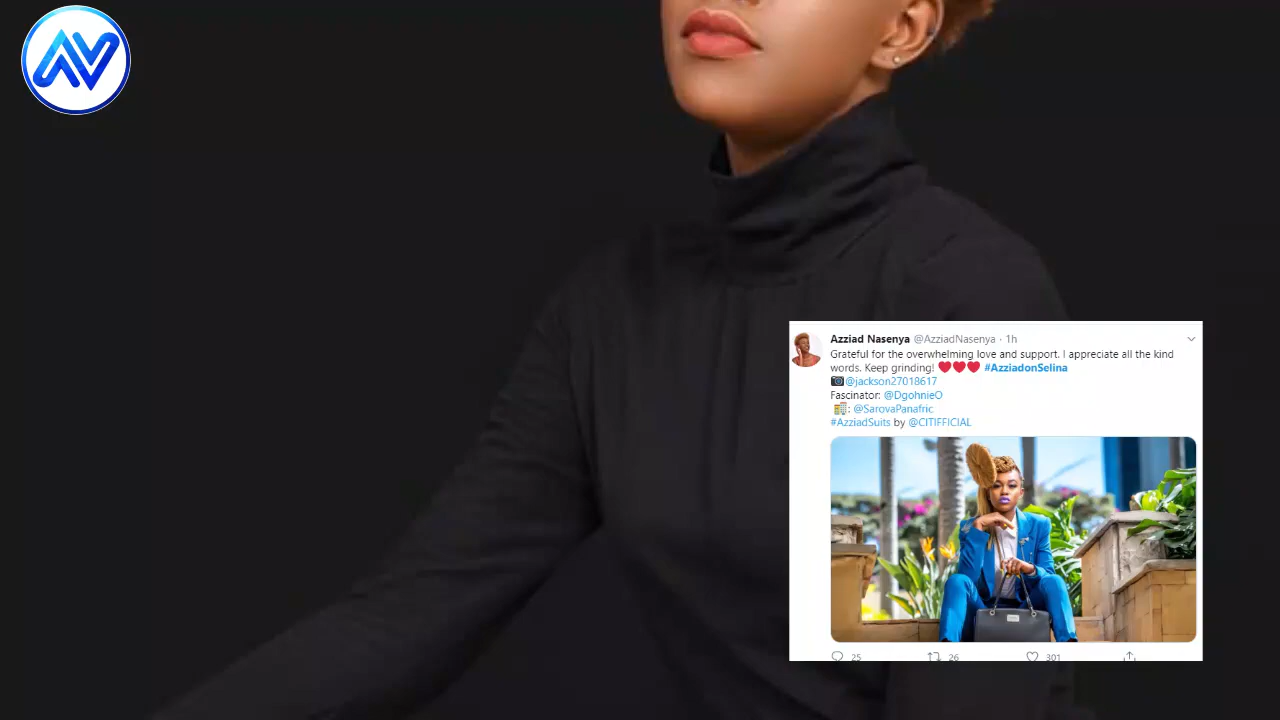 AV
Azziad Nasenya @AzziadNasenya · 1h
Grateful for the overwhelming love and support. I appreciate all the kind
words. Keep grinding! ❤️❤️❤️ #AzziadonSelina
📷@jackson27018617
Fascinator: @DgohnieO
🏨: @SarovaPanafric
#AzziadSuits by @CITIFFICIAL
25 26 301